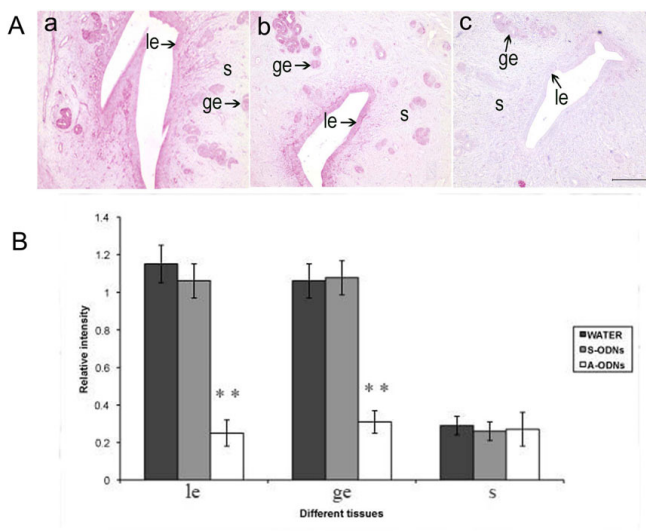 A
a
le
s
ge
b
ge
le
s
c
ge
le
s
B
Relative intensity
1.4
1.2
1
0.8
0.6
0.4
0.2
0
**
**
le
ge
s
Different tissues
WATER
S-ODNs
A-ODNs